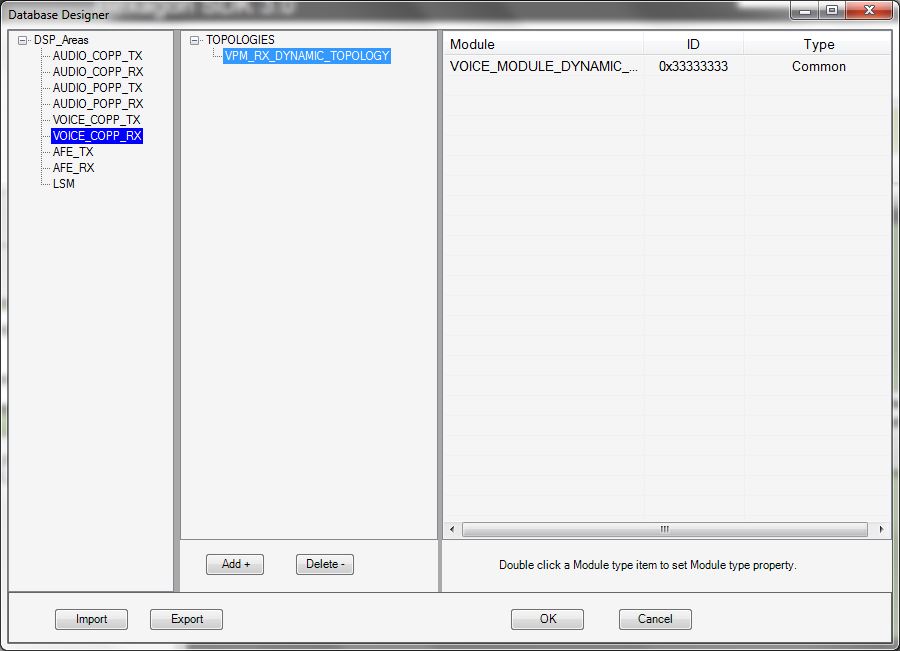 Database Designer
DSP_Areas
AUDIO_COPP_TX
AUDIO_COPP_RX
AUDIO_POPP_TX
AUDIO_POPP_RX
VOICE_COPP_TX
VOICE_COPP_RX
AFE_TX
AFE_RX
LSM
TOPOLOGIES
VPM_RX_DYNAMIC_TOPOLOGY
Module ID Type
VOICE_MODULE_DYNAMIC_... 0x33333333 Common
Add + Delete -
Double click a Module type item to set Module type property.
Import Export OK Cancel